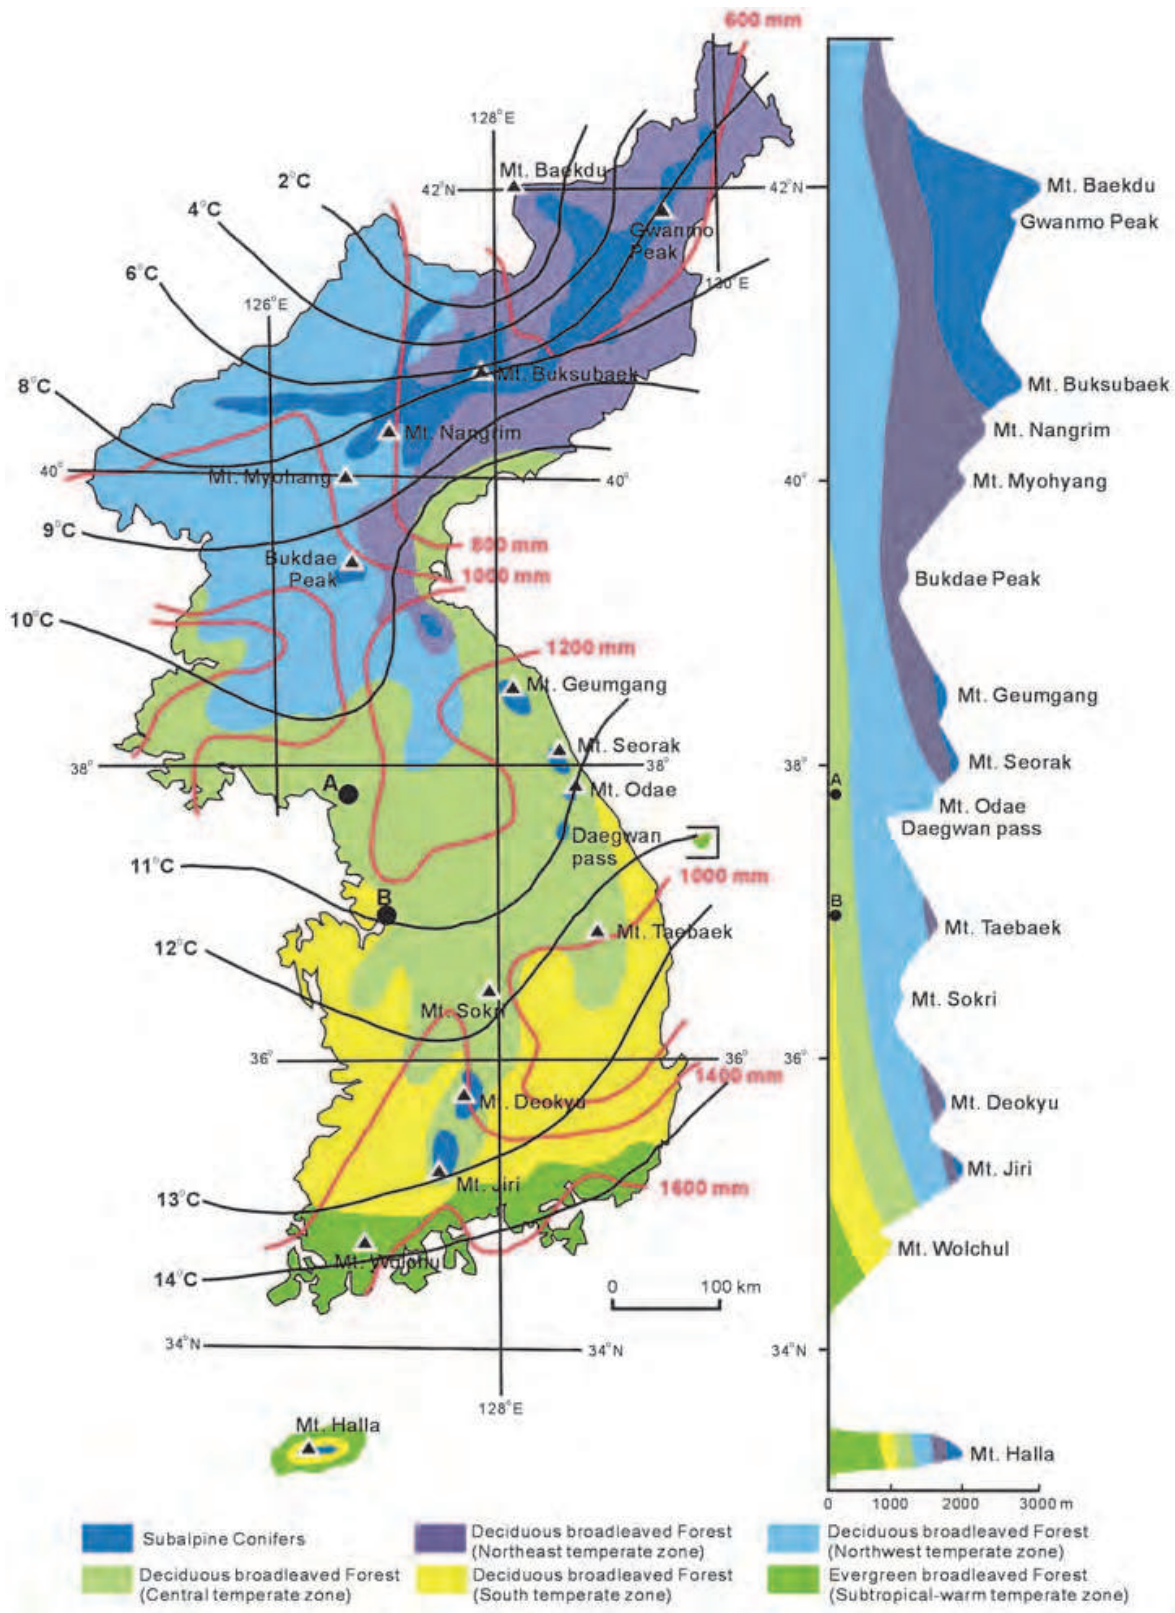 600 mm
128°E
Mt. Baekdu
42°N
42°N
Mt. Baekdu
2°C
4°C
Gwanmo
Peak
Gwanmo Peak
6°C
130°E
126°E
8°C
Mt. Buksubaek
Mt. Buksubaek
Mt. Nangrim
Mt. Nangrim
40°
Mt. Myohang
40°
40°
Mt. Myohyang
9°C
800 mm
Bukdae
Peak
1000 mm
Bukdae Peak
10°C
1200 mm
Mt. Geumgang
Mt. Geumgang
Mt. Seorak
38°
38°
38°
Mt. Seorak
A
A
Mt. Odae
Mt. Odae
Daegwan
pass
Daegwan pass
11°C
1000 mm
B
B
Mt. Taebaek
Mt. Taebaek
12°C
Mt. Sokri
Mt. Sokri
36°
36°
36°
1400 mm
Mt. Deokyu
Mt. Deokyu
Mt. Jiri
Mt. Jiri
13°C
1600 mm
Mt. Wolchul
Mt. Wolchul
14°C
0
100 km
34°N
34°N
34°N
128°E
Mt. Halla
Mt. Halla
0
1000
2000
3000 m
Subalpine Conifers
Deciduous broadleaved Forest
(Northeast temperate zone)
Deciduous broadleaved Forest
(Northwest temperate zone)
Deciduous broadleaved Forest
(Central temperate zone)
Deciduous broadleaved Forest
(South temperate zone)
Evergreen broadleaved Forest
(Subtropical-warm temperate zone)